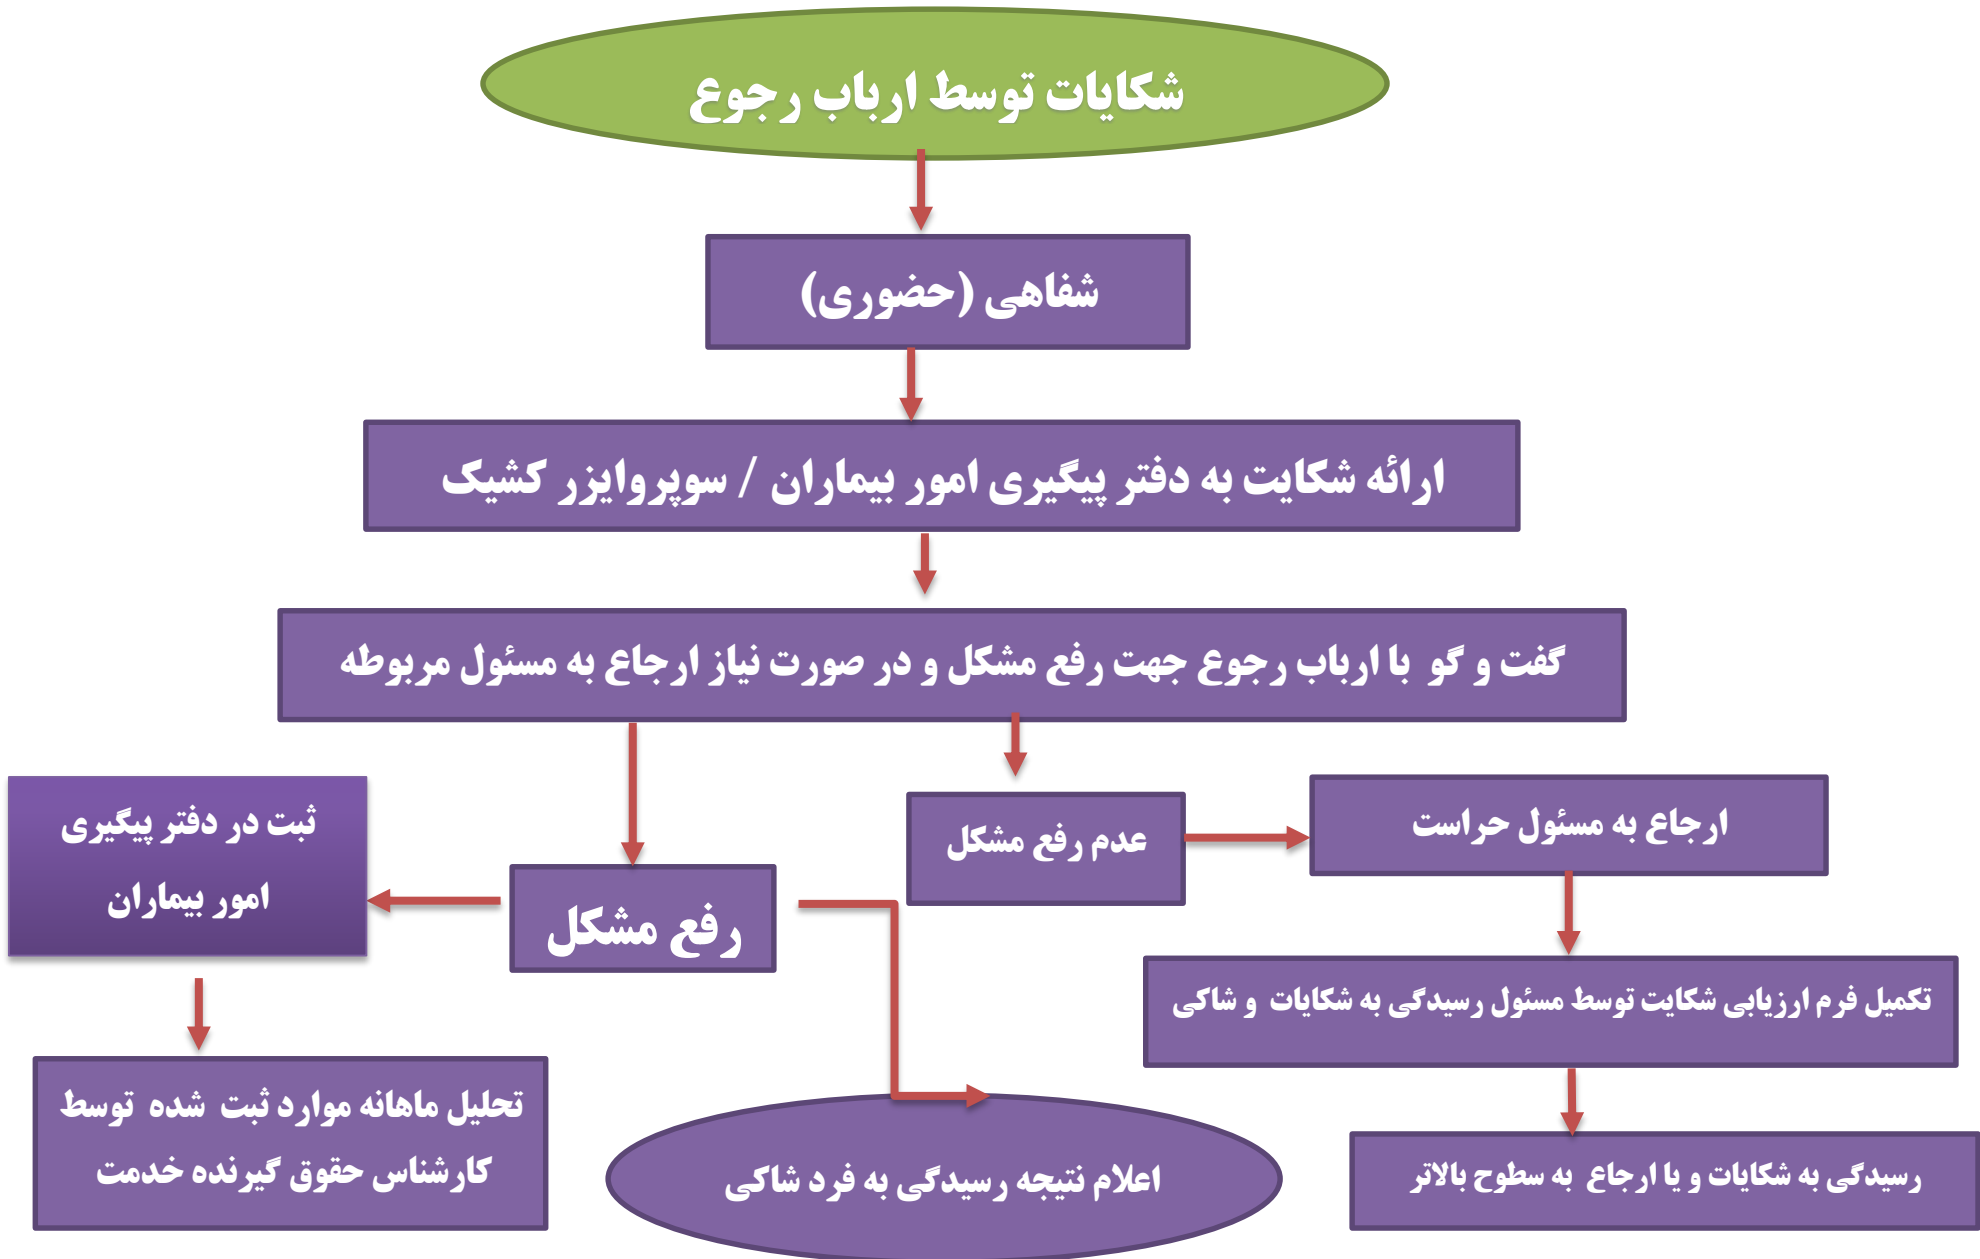 شکایات توسط ارباب رجوع
شفاهی (حضوری)
ارائه شکایت به دفتر پیگیری امور بیماران / سوپروایزر کشیک
گفت و گو با ارباب رجوع جهت رفع مشکل و در صورت نیاز ارجاع به مسئول مربوطه
ارجاع به مسئول حراست
عدم رفع مشکل
رفع مشکل
ثبت در دفتر پیگیری
امور بیماران
تکمیل فرم ارزیابی شکایت توسط مسئول رسیدگی به شکایات و شاکی
رسیدگی به شکایات و یا ارجاع به سطوح بالاتر
اعلام نتیجه رسیدگی به فرد شاکی
تحلیل ماهانه موارد ثبت شده توسط
کارشناس حقوق گیرنده خدمت